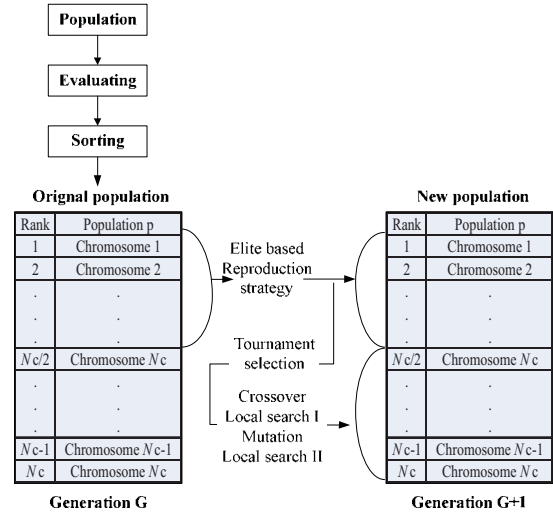 Population
Evaluating
Sorting
Orignal population
Rank Population p
1 Chromosome 1
2 Chromosome 2
. .
. .
. .
Nc/2 Chromosome Nc
. .
. .
. .
Nc-1 Chromosome Nc-1
Nc Chromosome Nc
Generation G
Elite based
Reproduction
strategy
Tournament
selection
Crossover
Local search I
Mutation
Local search II
New population
Rank Population p
1 Chromosome 1
2 Chromosome 2
. .
. .
. .
Nc/2 Chromosome Nc
. .
. .
. .
Nc-1 Chromosome Nc-1
Nc Chromosome Nc
Generation G+1